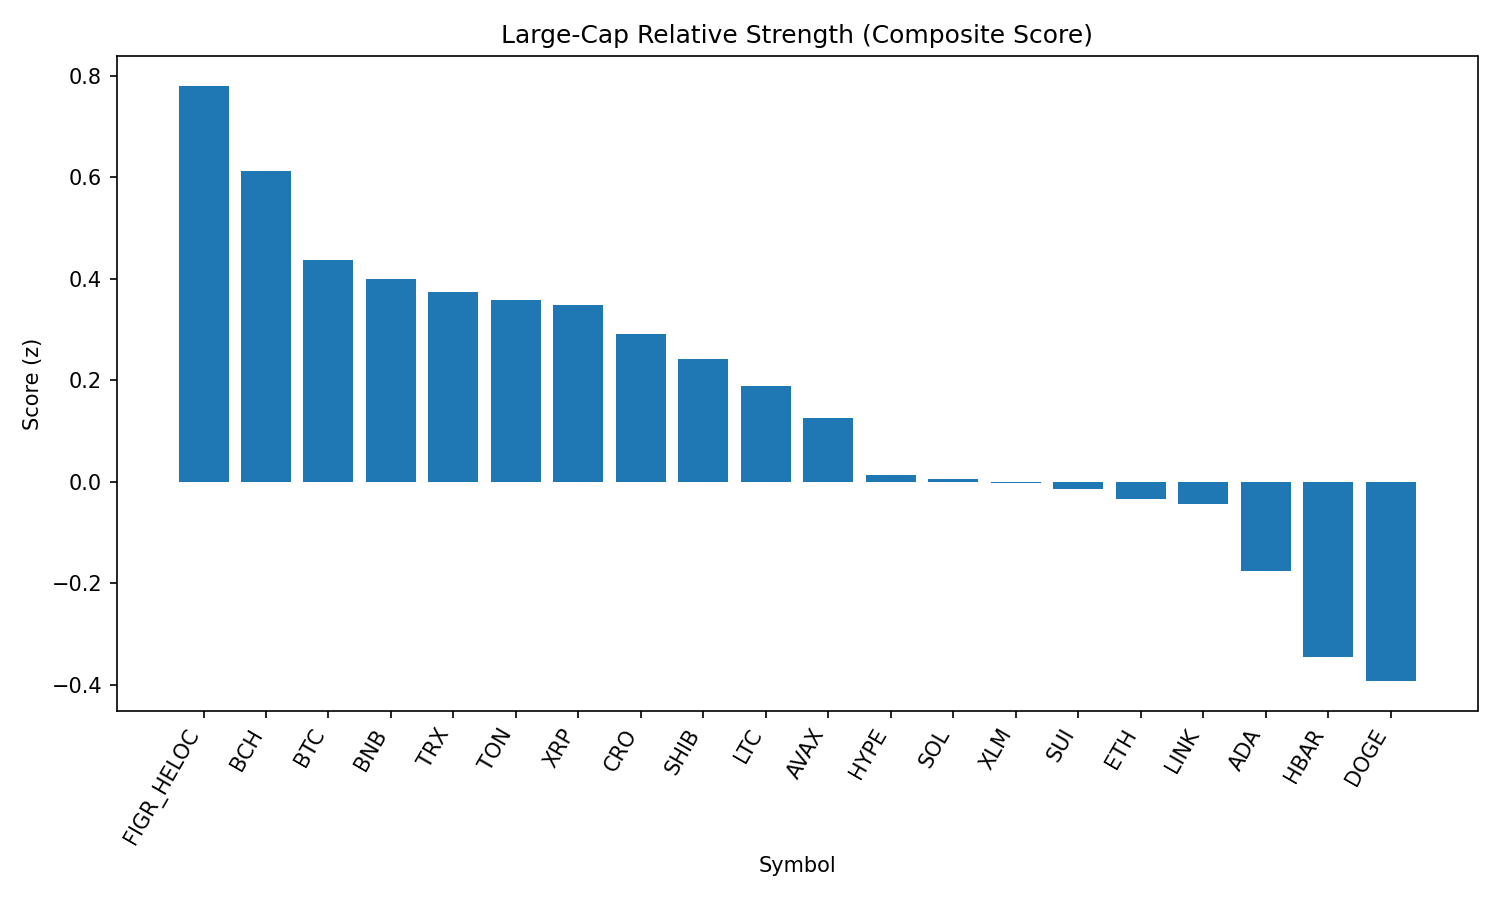 Large-Cap Relative Strength (Composite Score)
Score (z)
0.8
0.6
0.4
0.2
0.0
−0.2
−0.4
FIGR_HELOC
BCH
BTC
BNB
TRX
TON
XRP
CRO
SHIB
LTC
AVAX
HYPE
SOL
XLM
SUI
ETH
LINK
ADA
HBAR
DOGE
Symbol